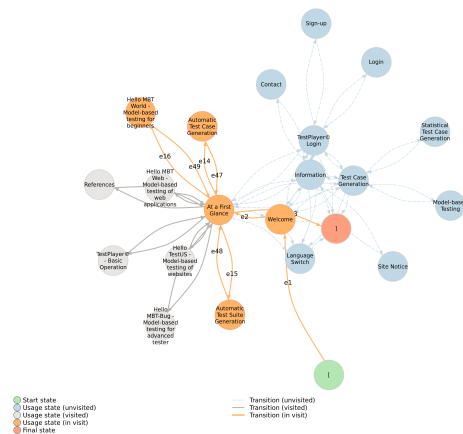 Sign-up
Login
Contact
Hello MBT
World -
Model-based
testing for
beginners
Automatic
Test Case
Generation
Statistical
Test Case
Generation
TestPlayer©
Login
e16
e14
e49
e47
Information
Test Case
Generation
References
Hello MBT
Web -
Model-based
testing of
web
applications
Model-based
Testing
At a First
Glance
e2
Welcome
3
]
TestPlayer©
- Basic
Operation
Hello
TestUS -
Model-based
testing of
websites
e48
e15
Language
Switch
Site Notice
e1
Hello
MBT-Bug -
Model-based
testing for
advanced
tester
Automatic
Test Suite
Generation
[
Start state
Usage state (unvisited)
Usage state (visited)
Usage state (in visit)
Final state
Transition (unvisited)
Transition (visited)
Transition (in visit)